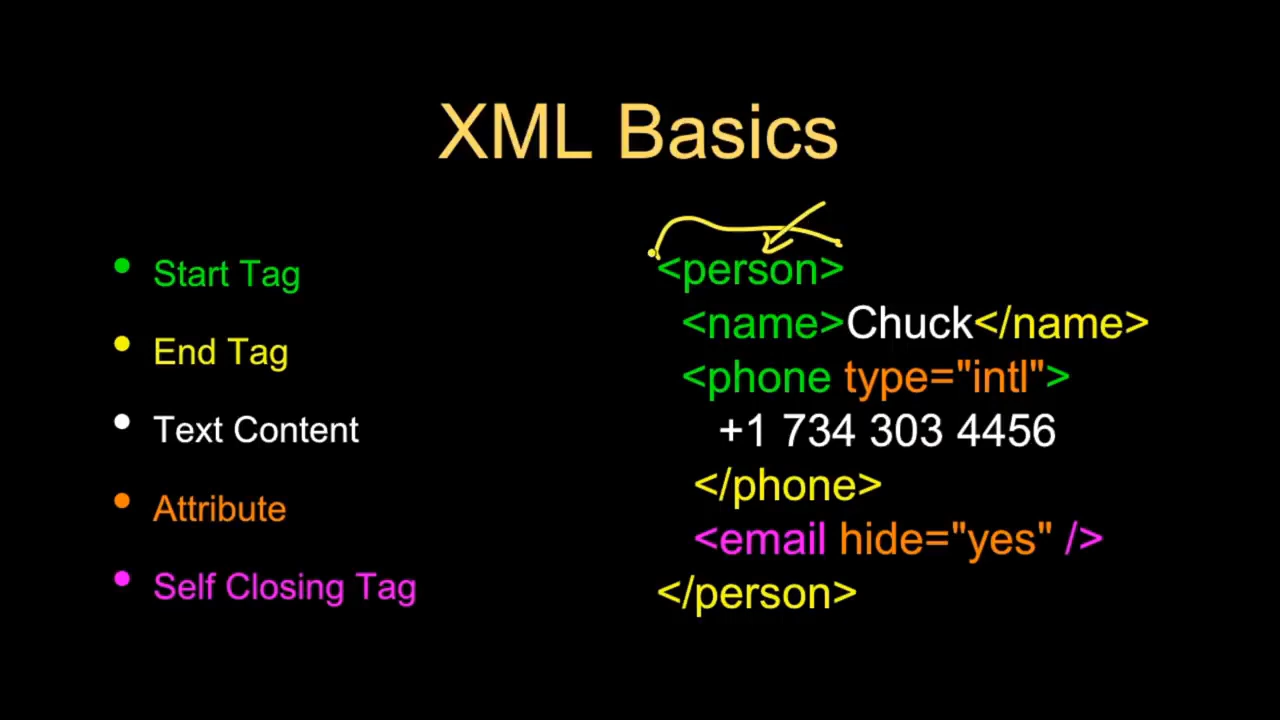 XML Basics
Start Tag
End Tag
Text Content
Attribute
Self Closing Tag
<person>
<name>Chuck</name>
<phone type="intl">
+1 734 303 4456
</phone>
<email hide="yes" />
</person>